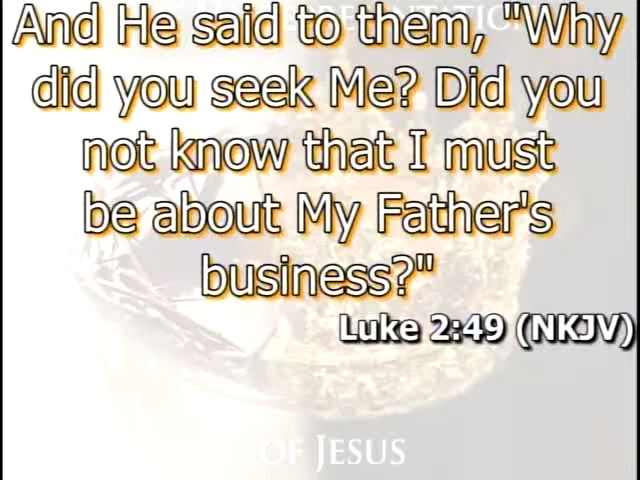 And He said to them, "Why
did you seek Me? Did you
not know that I must
be about My Father's
business?"
Luke 2:49 (NKJV)
OF JESUS